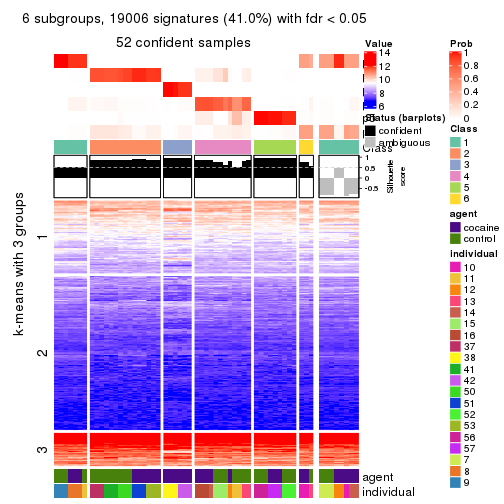 6 subgroups, 19006 signatures (41.0%) with fdr < 0.05
52 confident samples
k-means with 3 groups
1
2
3
1
0.5
0
-0.5
Silhouette
score
agent
individual
Value
14
12
10
8
6
Status (barplots)
confident
ambiguous
Class
Prob
1
0.8
0.6
0.4
0.2
0
Class
1
2
3
4
5
6
agent
cocaine
control
Individual
10
11
12
13
14
15
16
37
38
41
42
50
51
52
53
56
57
7
8
9